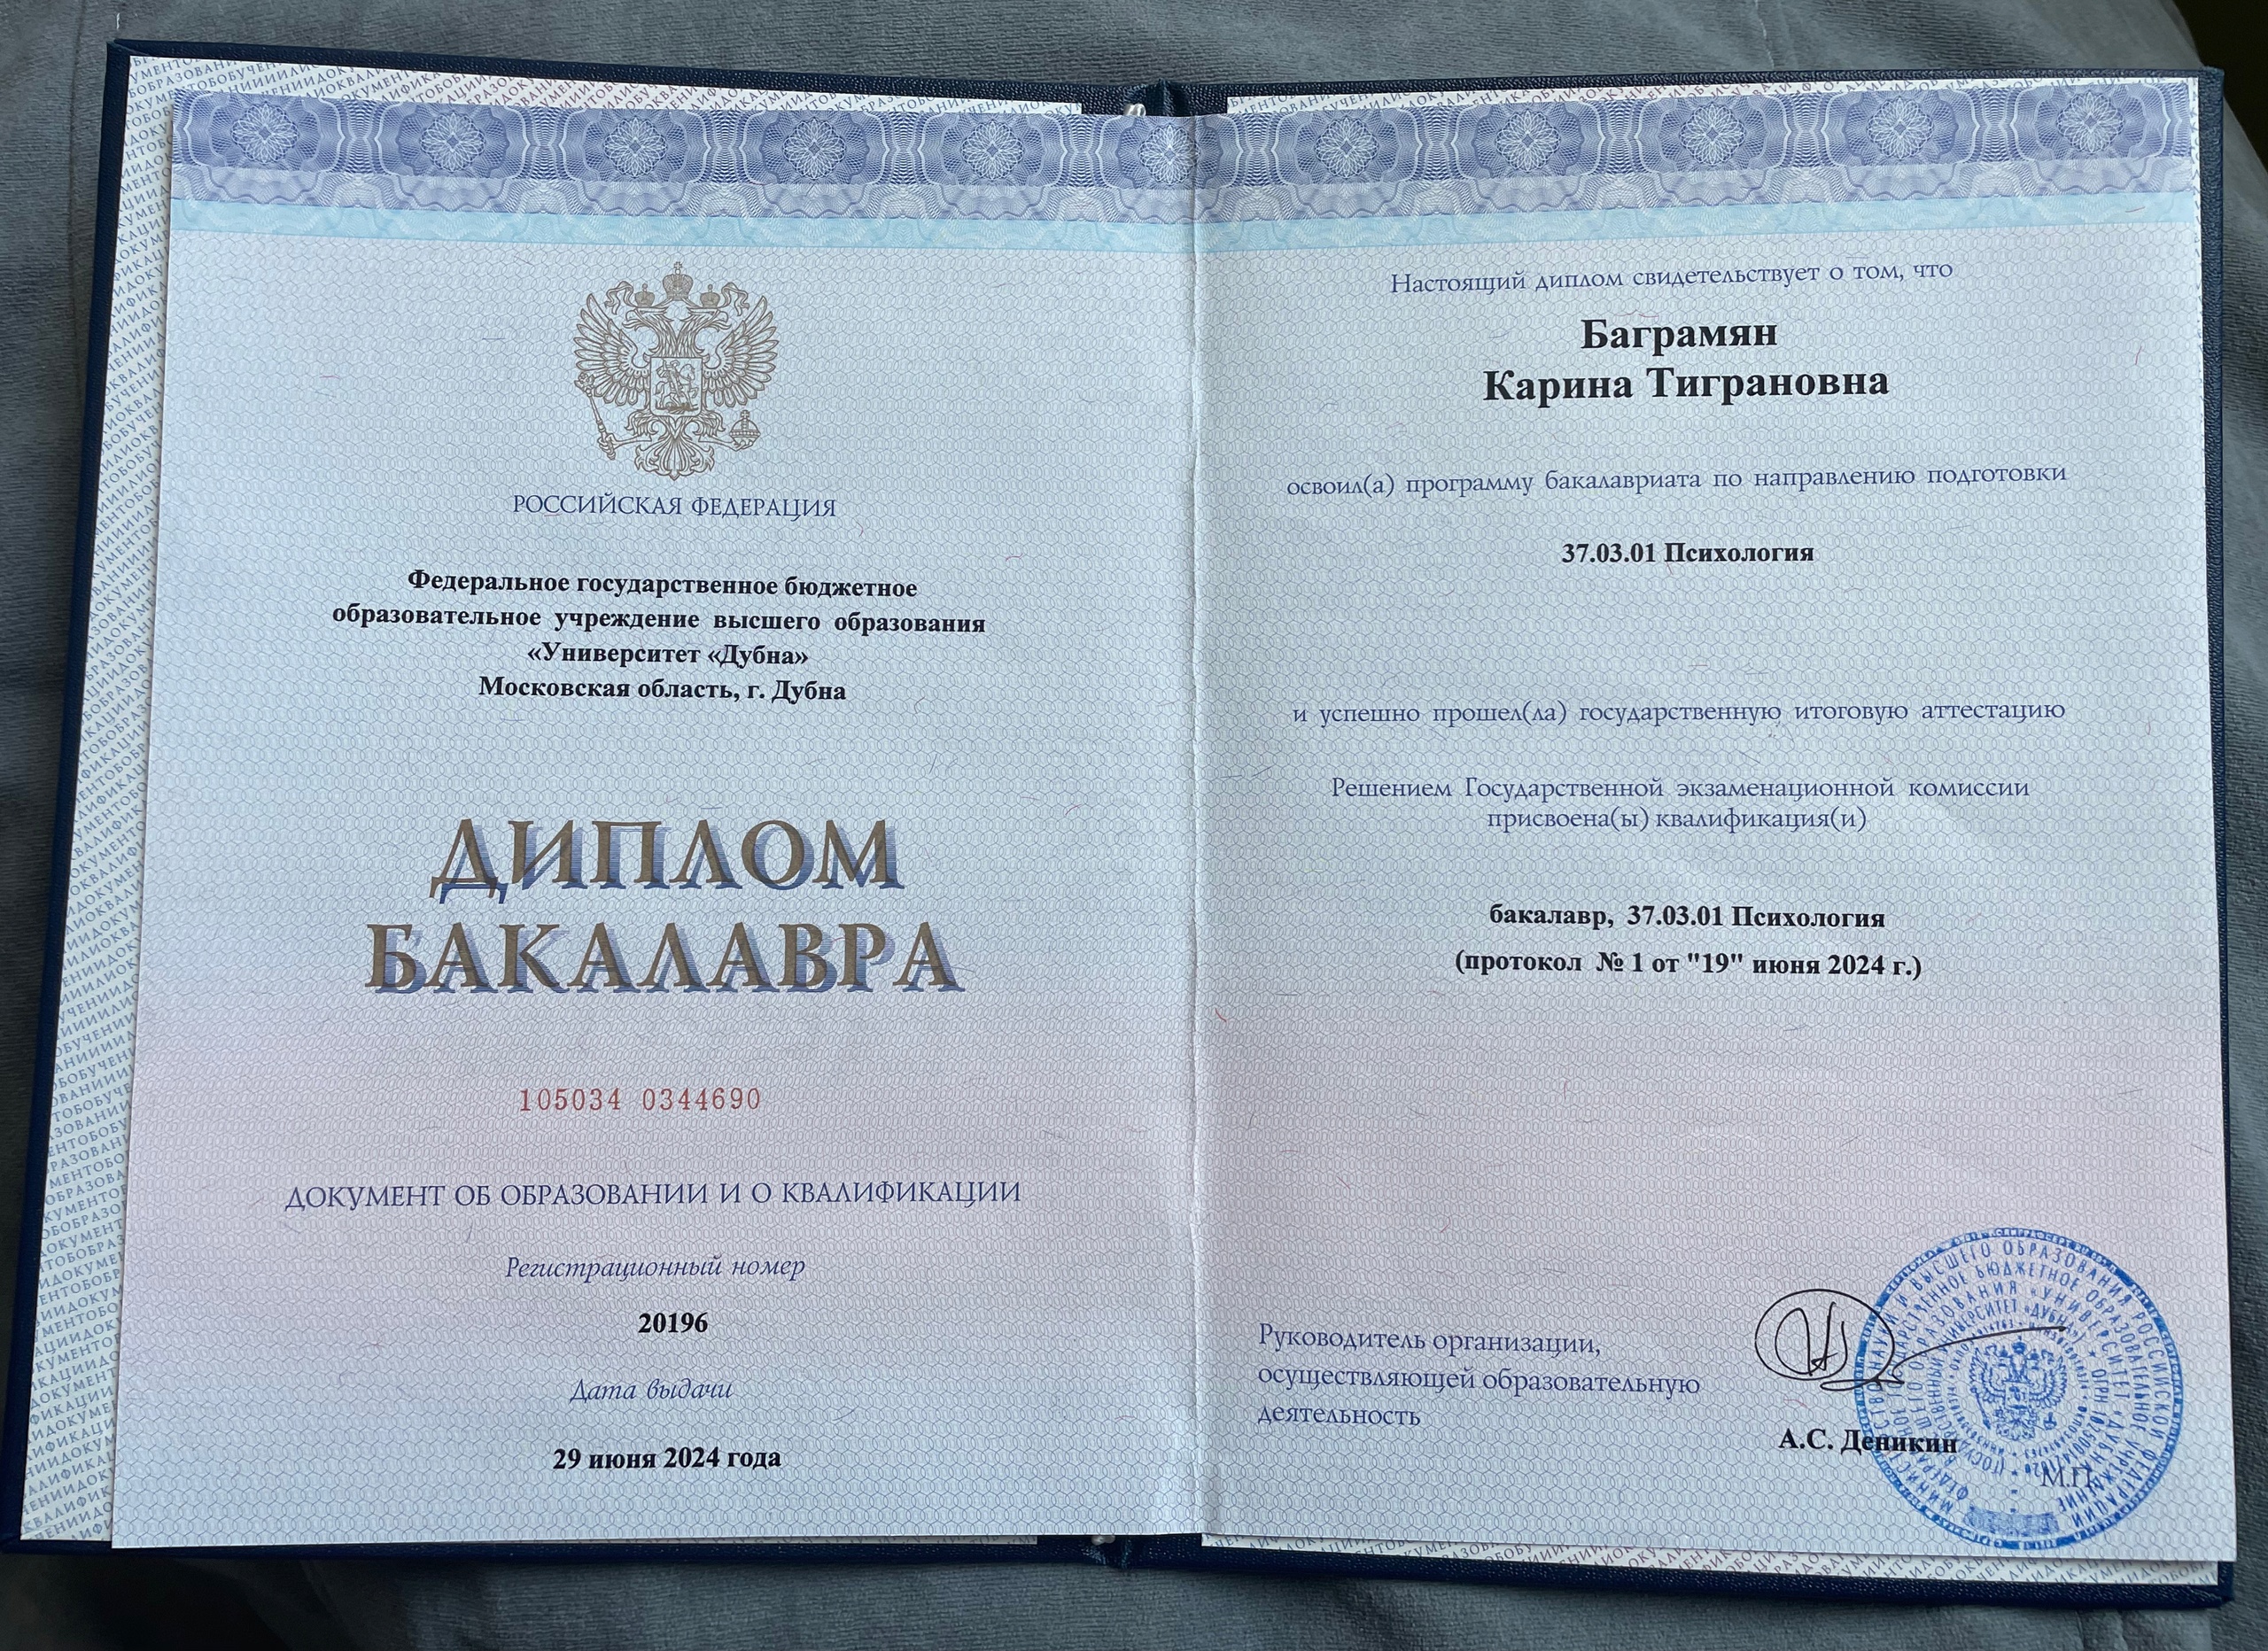 РОССИЙСКАЯ ФЕДЕРАЦИЯ
Федеральное государственное бюджетное
образовательное учреждение высшего образования
«Университет «Дубна»
Московская область, г. Дубна
ДИПЛОМ
БАКАЛАВРА
105034 0344690
ДОКУМЕНТ ОБ ОБРАЗОВАНИИ И О КВАЛИФИКАЦИИ
Регистрационный номер
20196
Дата выдачи
29 июня 2024 года
Настоящий диплом свидетельствует о том, что
Баграмян
Карина Тиграновна
освоил(а) программу бакалавриата по направлению подготовки
37.03.01 Психология
и успешно прошел(ла) государственную итоговую аттестацию
Решением Государственной экзаменационной комиссии
присвоена(ы) квалификация(и)
бакалавр, 37.03.01 Психология
(протокол № 1 от "19" июня 2024 г.)
Руководитель организации,
осуществляющей образовательную
деятельность
А.С. Деникин
М.П.